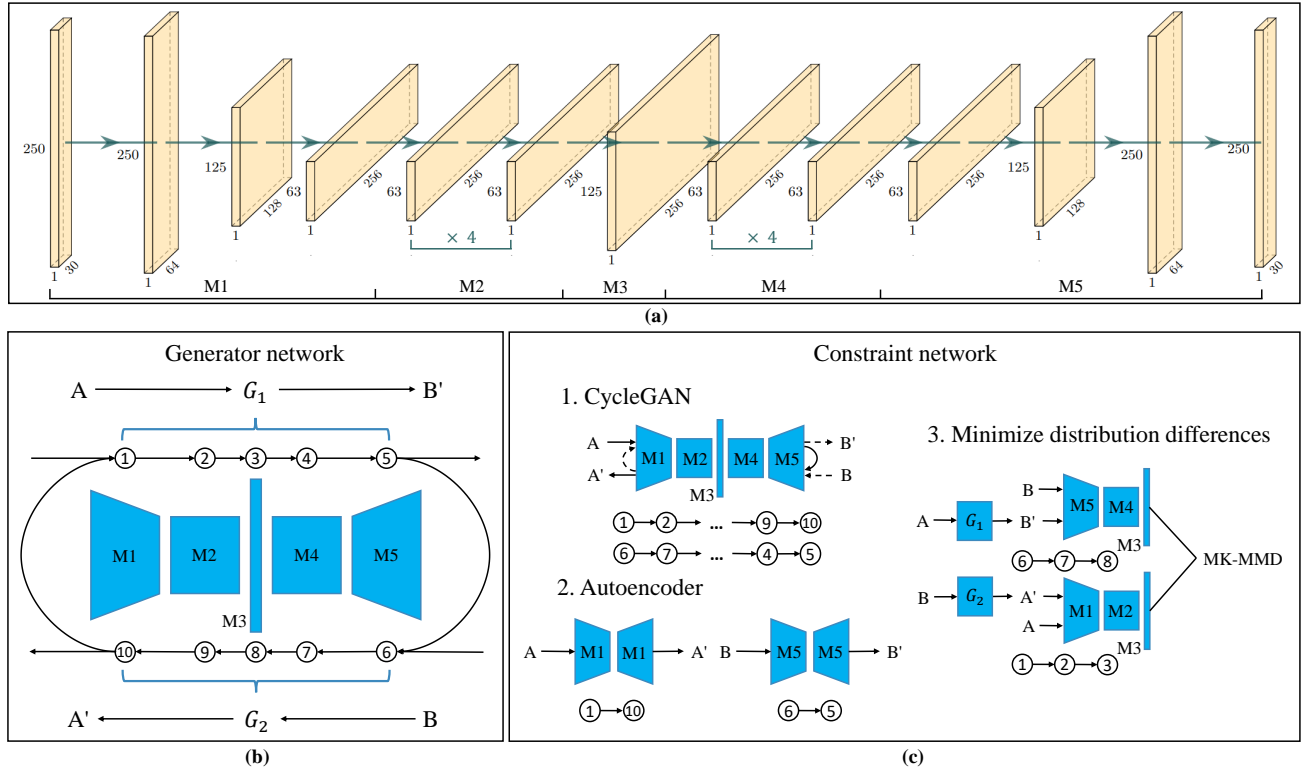 250
1
30
250
1
64
125
1
128
63
1
256
63
1
256
63
1
256
× 4
125
1
256
63
1
256
63
1
256
× 4
63
1
256
125
1
128
250
1
64
250
1
30
M1
M2
M3
M4
M5
(a)
Generator network
A
G₁
B'
1
2
3
4
5
M1
M2
M3
M4
M5
10
9
8
7
6
A'
G₂
B
(b)
Constraint network
1. CycleGAN
A
A'
M1
M2
M3
M4
M5
B'
B
1 2 ... 9 10
6 7 ... 4 5
2. Autoencoder
A
M1
M1
A'
1 10
B
M5
M5
B'
6 5
3. Minimize distribution differences
A
G₁
B
B'
M5
M4
M3
6 7 8
MK-MMD
B
G₂
A'
A
M1
M2
M3
1 2 3
(c)